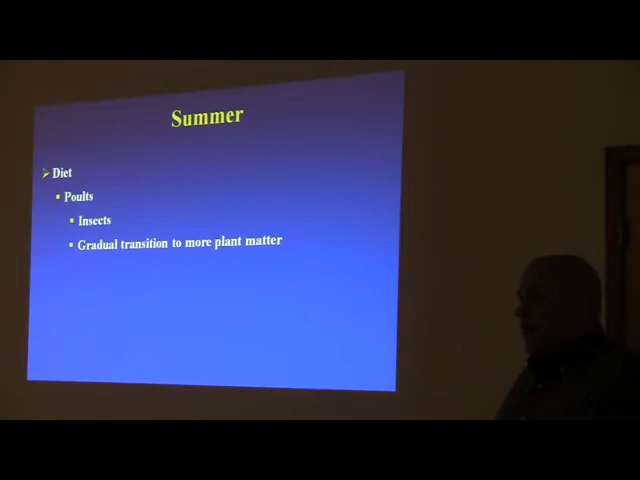 Summer
Diet
Poults
Insects
Gradual transition to more plant matter